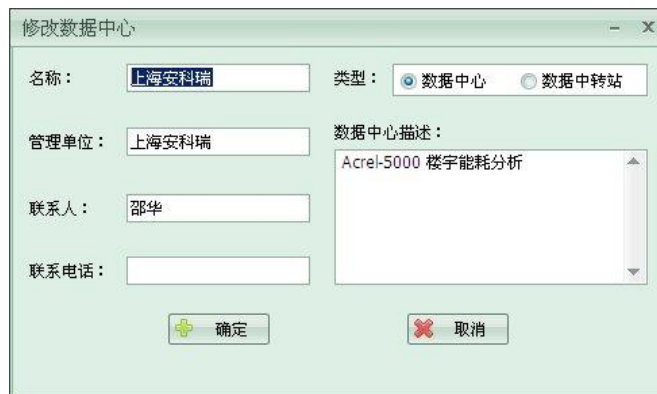 修改数据中心
名称： 上海安科瑞
类型： 数据中心 数据中转站
管理单位： 上海安科瑞
数据中心描述：
Acrel-5000 楼宇能耗分析
联系人： 邵华
联系电话：
确定 取消